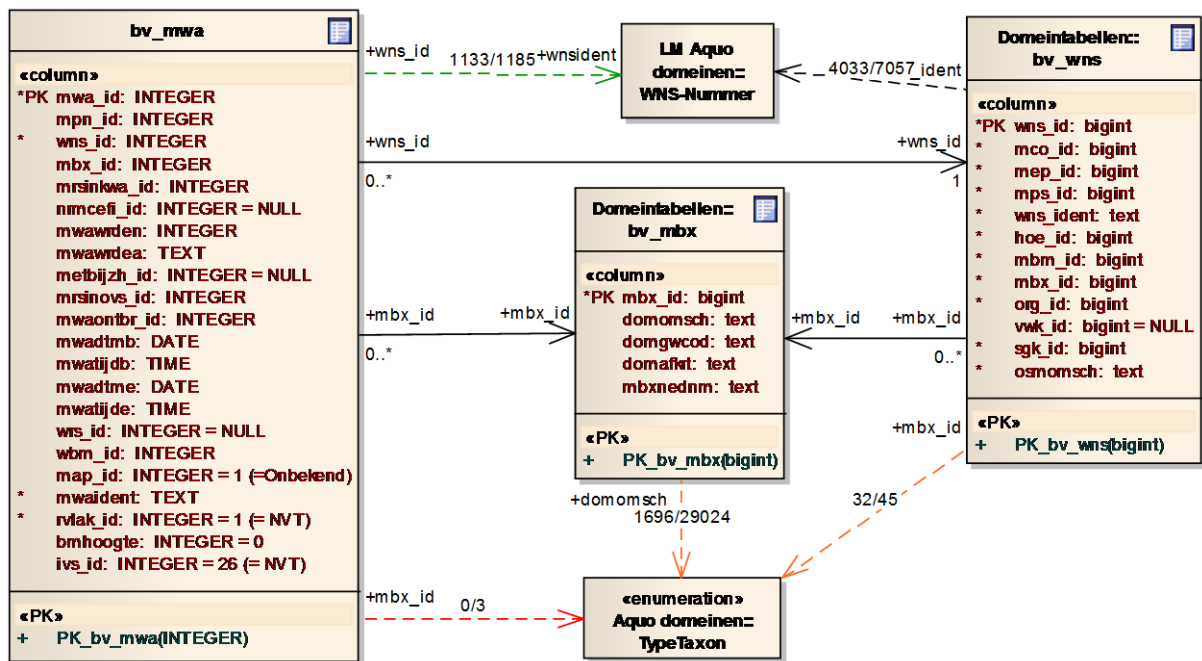 bv_mwa
«column»
*PK mwa_id: INTEGER
mpn_id: INTEGER
* wns_id: INTEGER
mbx_id: INTEGER
mrsinkwa_id: INTEGER
nrmcefi_id: INTEGER = NULL
mwawrden: INTEGER
mwawrdea: TEXT
metbijzh_id: INTEGER = NULL
mrsinovs_id: INTEGER
mwaontbr_id: INTEGER
mwadtmb: DATE
mwatijdb: TIME
mwadtme: DATE
mwatijde: TIME
wrs_id: INTEGER = NULL
wbm_id: INTEGER
map_id: INTEGER = 1 (=Onbekend)
* mwaident: TEXT
* rvlak_id: INTEGER = 1 (= NVT)
bmhoogte: INTEGER = 0
ivs_id: INTEGER = 26 (= NVT)
«PK»
+ PK_bv_mwa(INTEGER)
+wns_id
1133/1185
+wnsident
LM Aquo
domeinen::
WNS-Nummer
4033/7057
_ident
+wns_id
0..*
+wns_id
1
Domeintabellen::
bv_mbx
«column»
*PK mbx_id: bigint
domomsch: text
domgwcod: text
domafkrt: text
mbxnednm: text
«PK»
+ PK_bv_mbx(bigint)
+mbx_id
0..*
+mbx_id
+mbx_id
+mbx_id
0..*
Domeintabellen::
bv_wns
«column»
*PK wns_id: bigint
* mco_id: bigint
* mep_id: bigint
* mps_id: bigint
* wns_ident: text
* hoe_id: bigint
* mbm_id: bigint
* mbx_id: bigint
* org_id: bigint
vwk_id: bigint = NULL
* sgk_id: bigint
* osmomsch: text
«PK»
+ PK_bv_wns(bigint)
+mbx_id
32/45
+domomsch
1696/29024
+mbx_id
0/3
«enumeration»
Aquo domeinen::
TypeTaxon